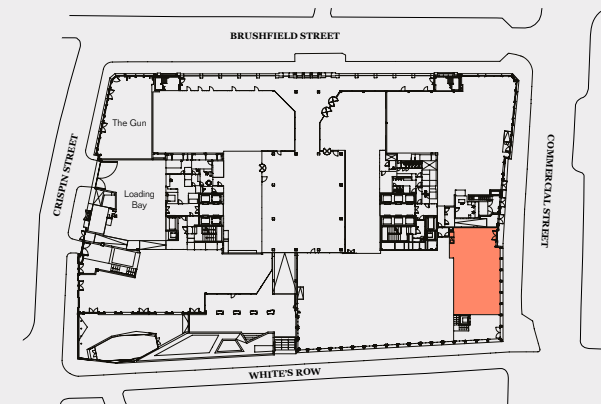 BRUSHFIELD STREET
The Gun
CRISPIN STREET
COMMERCIAL STREET
Loading
Bay
WHITE'S ROW